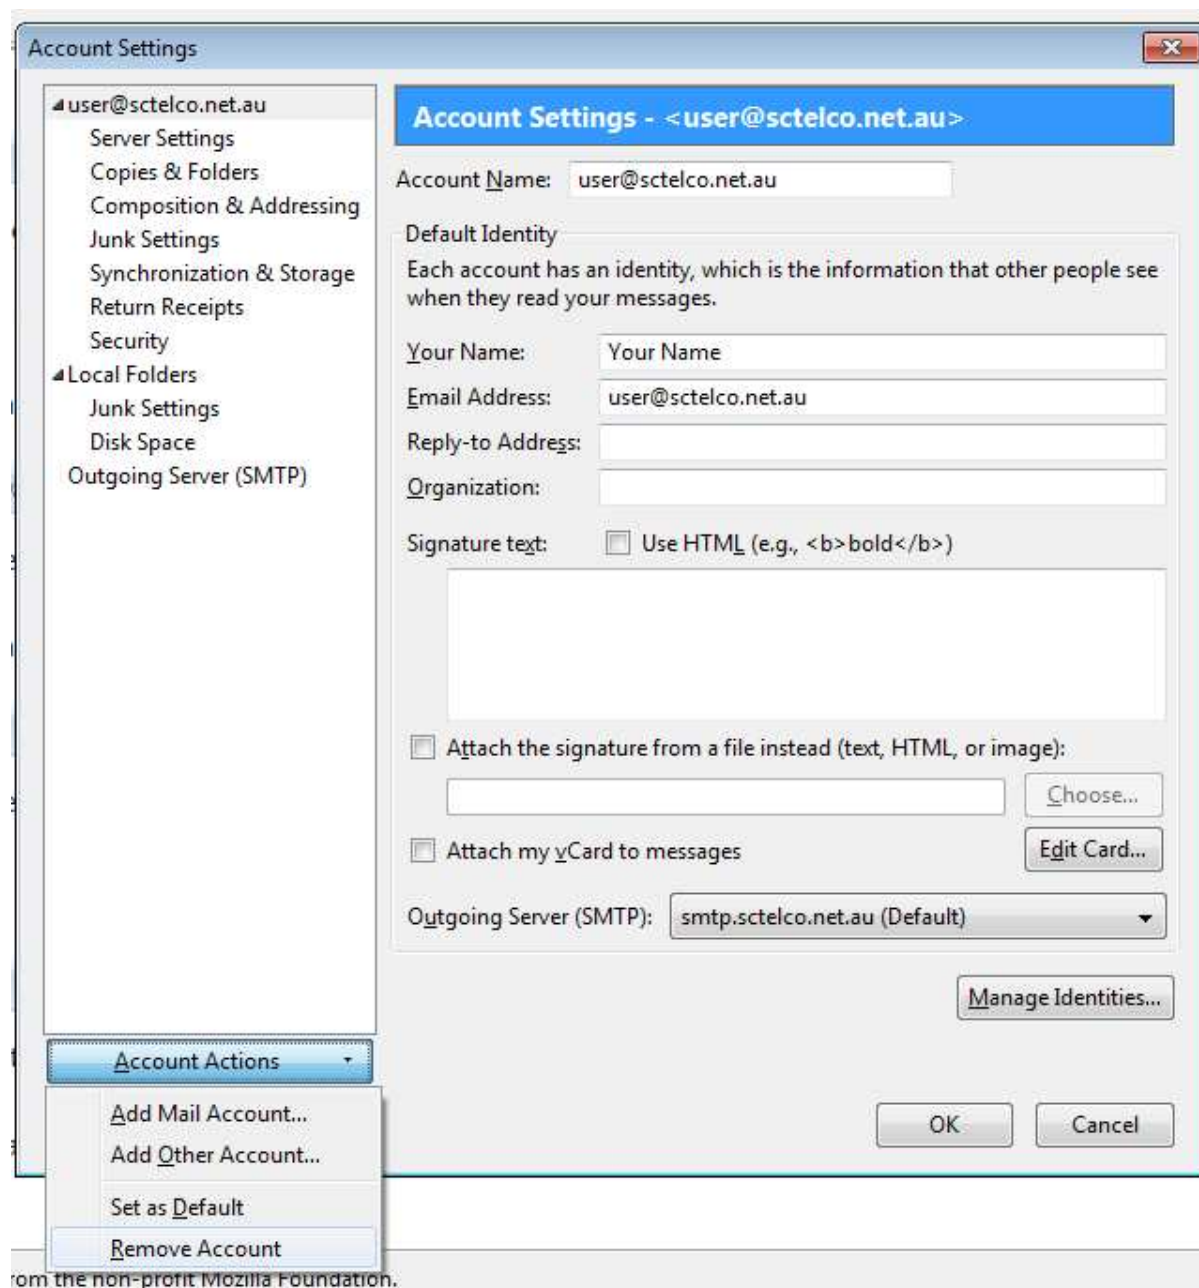 Account Settings
user@sctelco.net.au
Server Settings
Copies & Folders
Composition & Addressing
Junk Settings
Synchronization & Storage
Return Receipts
Security
Local Folders
Junk Settings
Disk Space
Outgoing Server (SMTP)
Account Settings - <user@sctelco.net.au>
Account Name: user@sctelco.net.au
Default Identity
Each account has an identity, which is the information that other people see
when they read your messages.
Your Name: Your Name
Email Address: user@sctelco.net.au
Reply-to Address:
Organization:
Signature text: Use HTML (e.g., <b>bold</b>)
Attach the signature from a file instead (text, HTML, or image):
Choose...
Attach my vCard to messages Edit Card...
Outgoing Server (SMTP): smtp.sctelco.net.au (Default)
Manage Identities...
Account Actions
Add Mail Account...
Add Other Account...
Set as Default
Remove Account
OK Cancel
om the non-profit Mozilla Foundation.